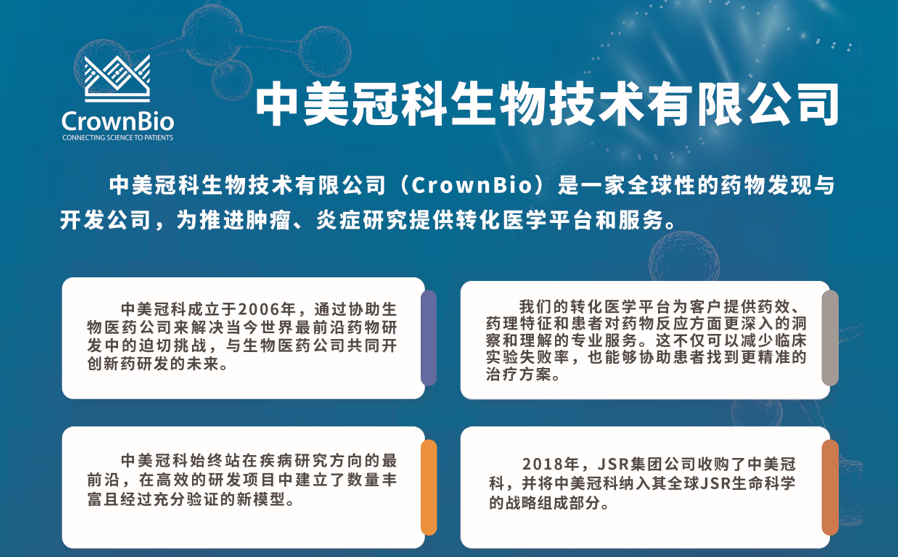 CrownBio
CONNECTING SCIENCE TO PATIENTS
中美冠科生物技术有限公司
中美冠科生物技术有限公司（CrownBio）是一家全球性的药物发现与
开发公司，为推进肿瘤、炎症研究提供转化医学平台和服务。
中美冠科成立于2006年，通过协助生
物医药公司来解决当今世界最前沿药物研
发中的迫切挑战，与生物医药公司共同开
创新药研发的未来。
我们的转化医学平台为客户提供药效、
药理特征和患者对药物反应方面更深入的洞
察和理解的专业服务。这不仅可以减少临床
实验失败率，也能够协助患者找到更精准的
治疗方案。
中美冠科始终站在疾病研究方向的最
前沿，在高效的研发项目中建立了数量丰
富且经过充分验证的新模型。
2018年，JSR集团公司收购了中美冠
科，并将中美冠科纳入其全球JSR生命科学
的战略组成部分。